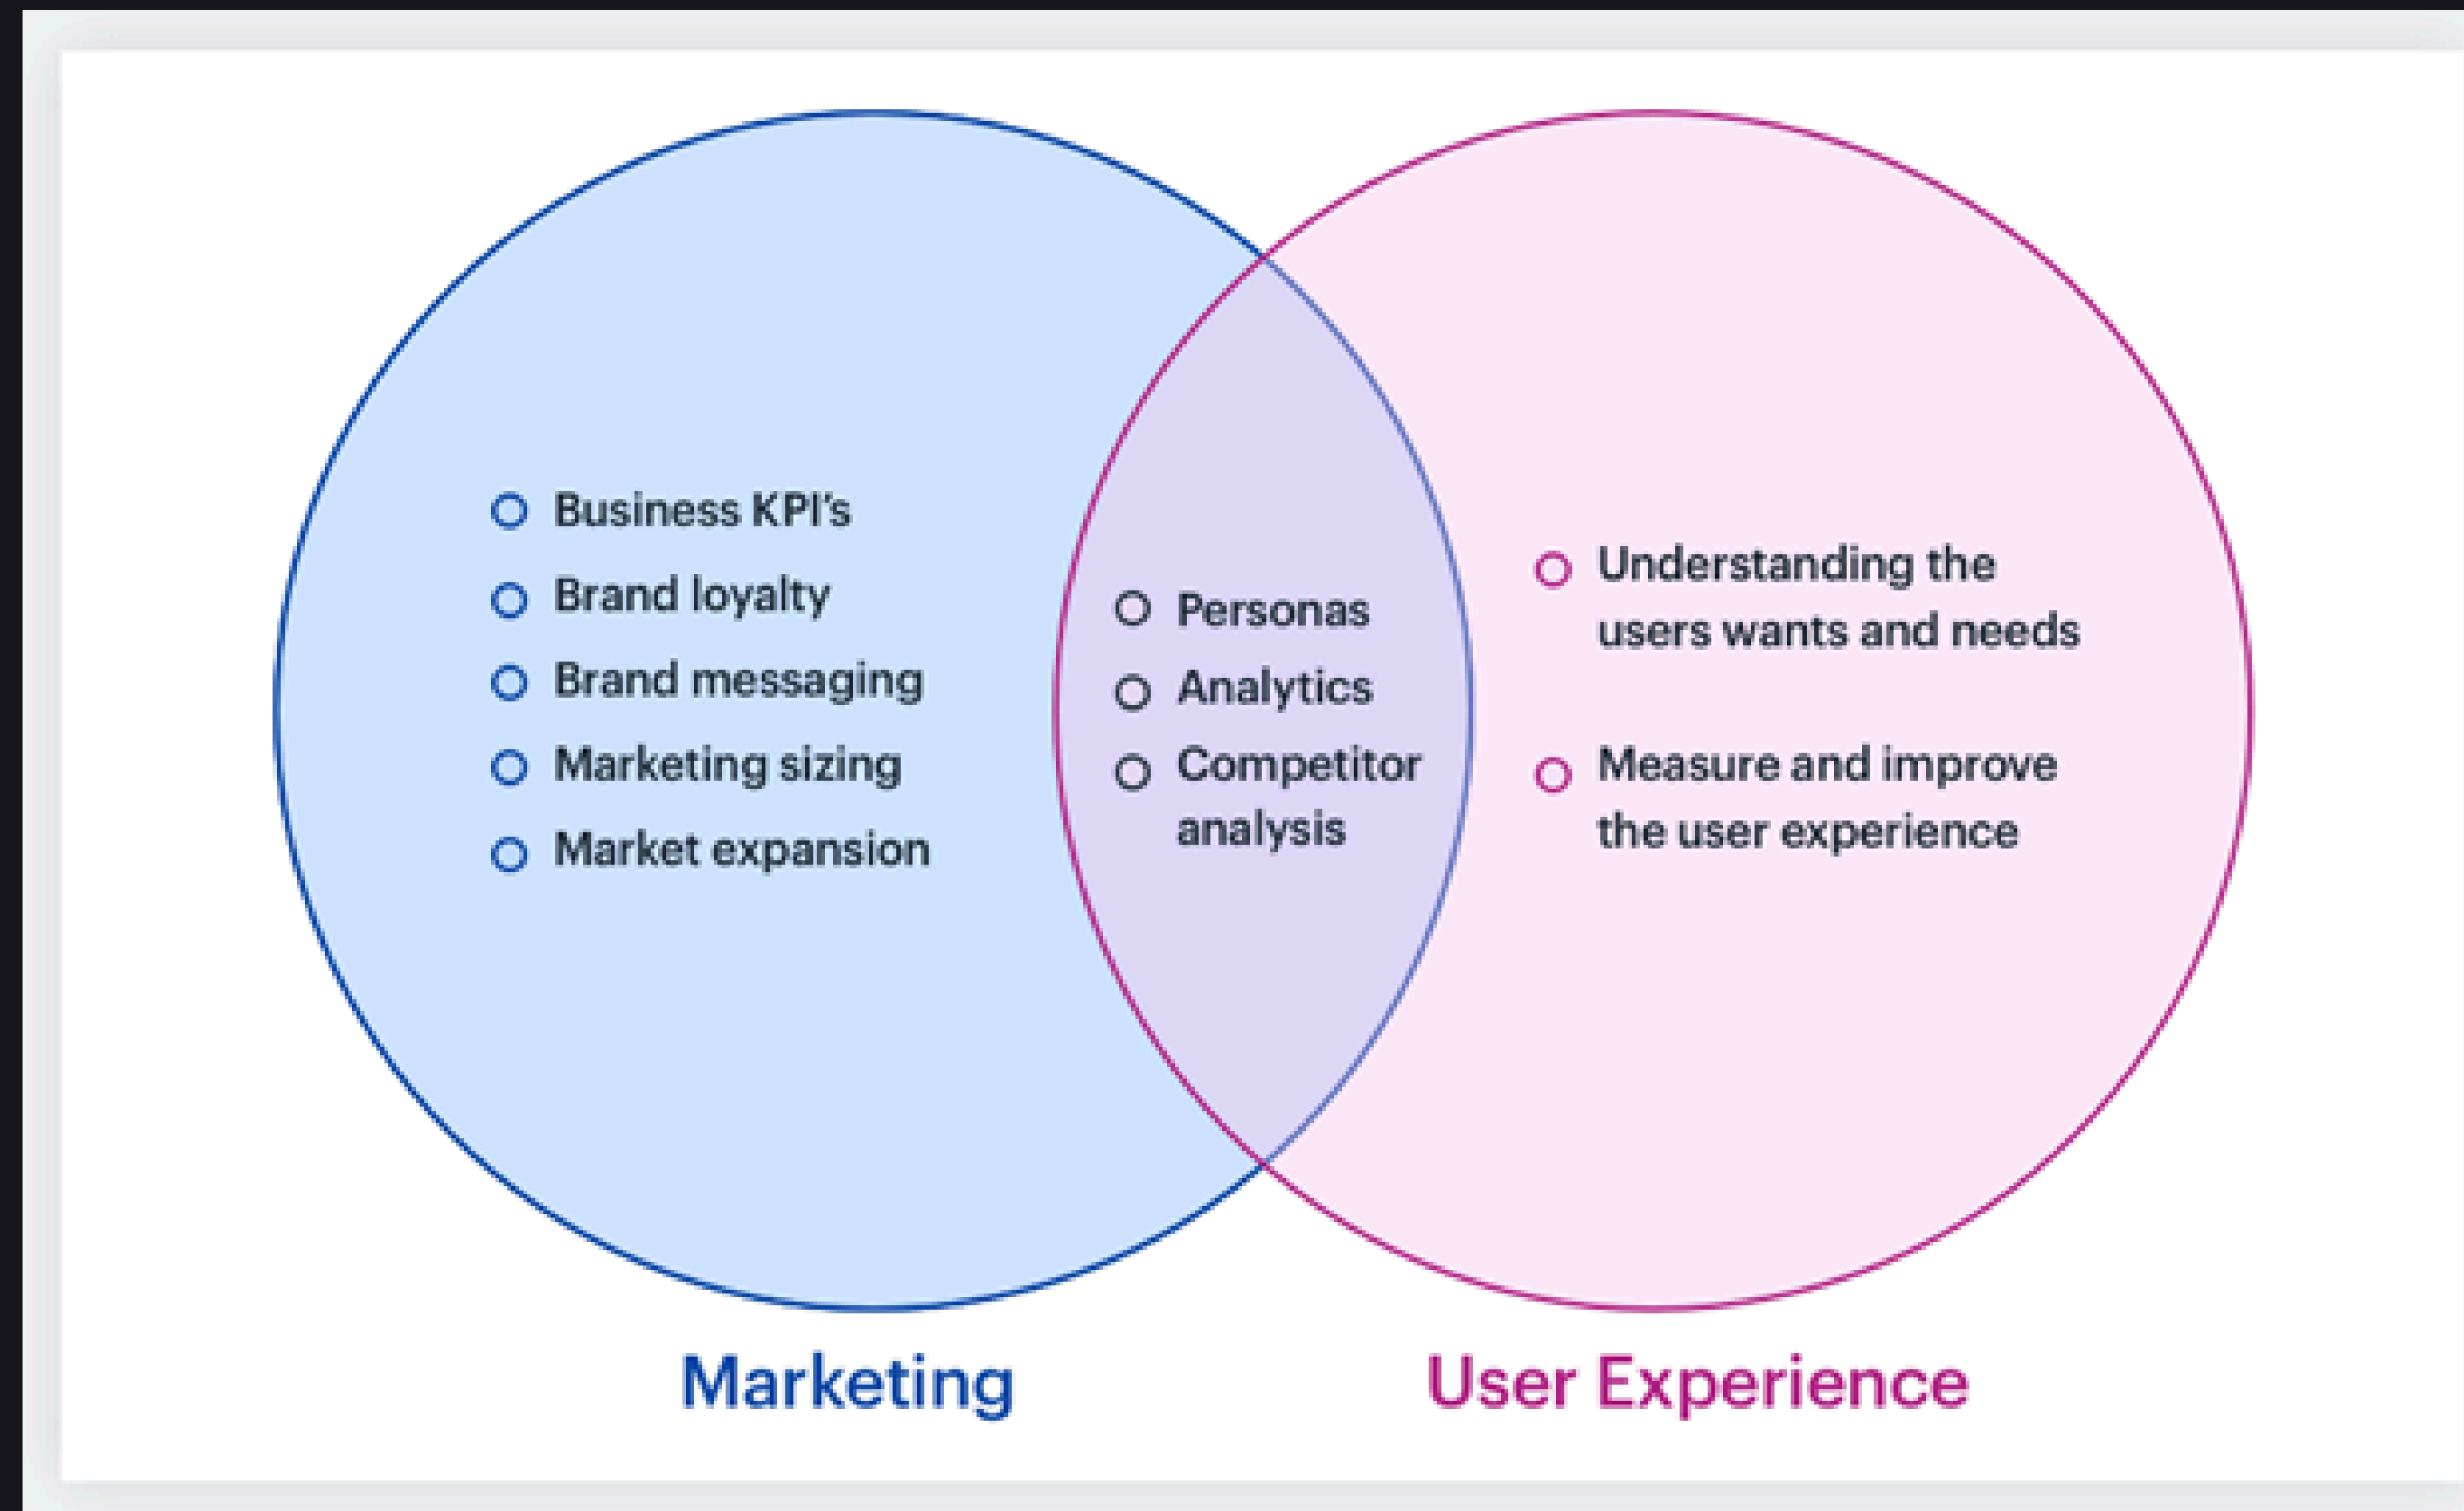 Business KPI's
Brand loyalty
Brand messaging
Marketing sizing
Market expansion
Personas
Analytics
Competitor
analysis
Understanding the
users wants and needs
Measure and improve
the user experience
Marketing
User Experience